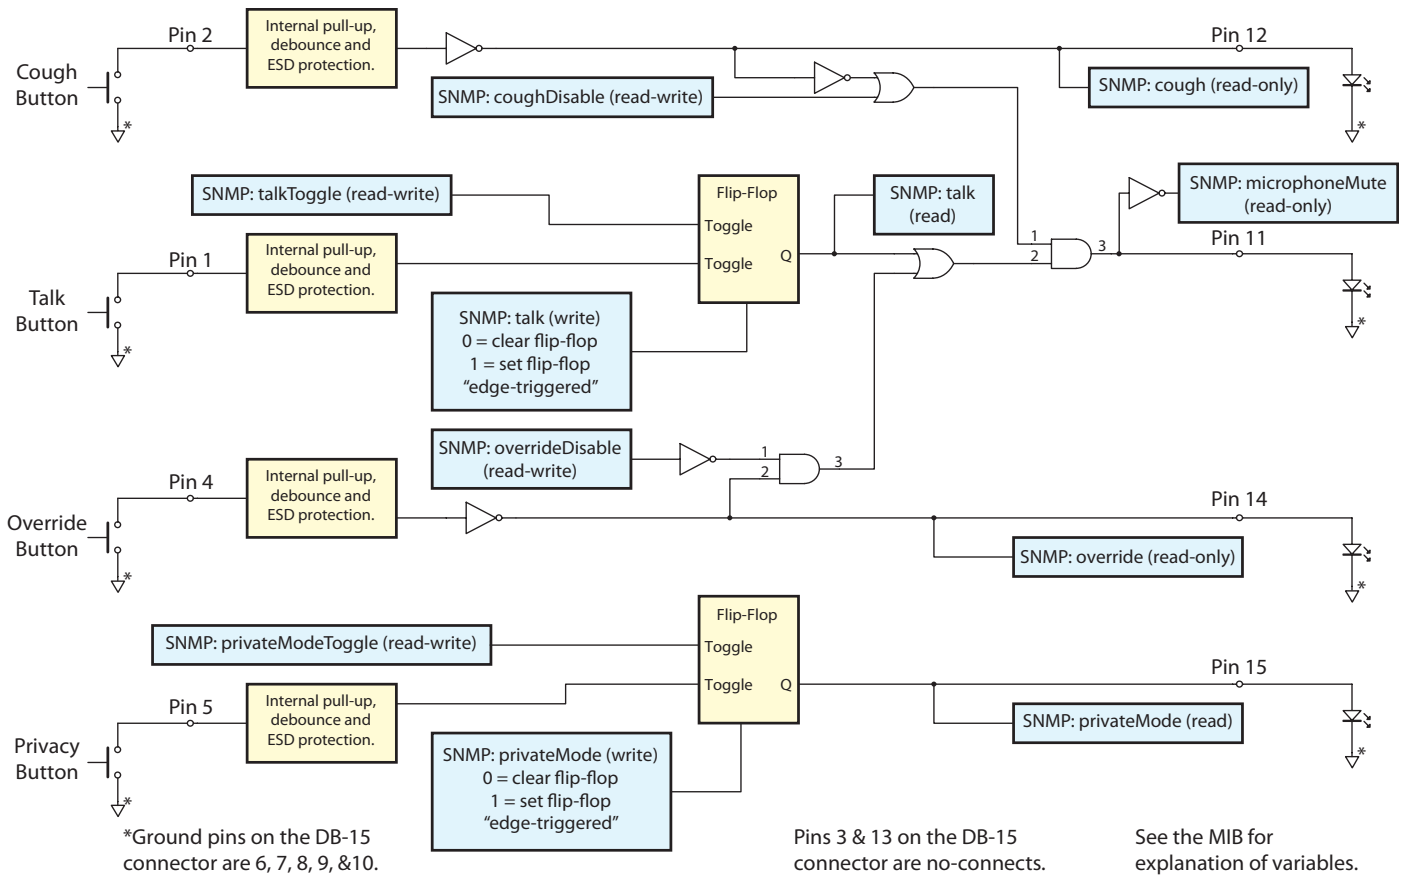 Pin 2
Internal pull-up,
debounce and
ESD protection.
Pin 12
Cough
Button
*
SNMP: coughDisable (read-write)
SNMP: cough (read-only)
*
SNMP: talkToggle (read-write)
Flip-Flop
Toggle
Toggle
Q
SNMP: talk
(read)
SNMP: microphoneMute
(read-only)
Pin 1
Internal pull-up,
debounce and
ESD protection.
1
2
3
Pin 11
Talk
Button
*
SNMP: talk (write)
0 = clear flip-flop
1 = set flip-flop
“edge-triggered”
*
SNMP: overrideDisable
(read-write)
1
2
3
Pin 4
Internal pull-up,
debounce and
ESD protection.
Pin 14
Override
Button
*
SNMP: override (read-only)
*
SNMP: privateModeToggle (read-write)
Flip-Flop
Toggle
Toggle
Q
Pin 15
Pin 5
Internal pull-up,
debounce and
ESD protection.
SNMP: privateMode (read)
Privacy
Button
*
SNMP: privateMode (write)
0 = clear flip-flop
1 = set flip-flop
“edge-triggered”
*
*Ground pins on the DB-15
connector are 6, 7, 8, 9, &10.
Pins 3 & 13 on the DB-15
connector are no-connects.
See the MIB for
explanation of variables.